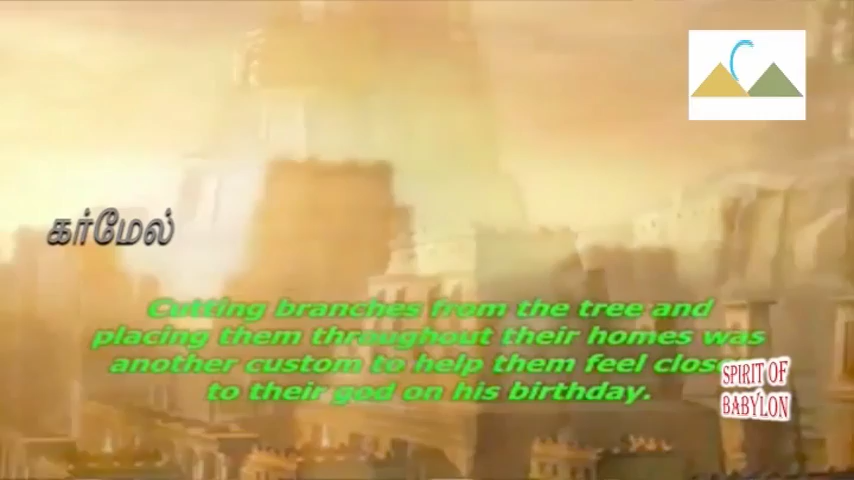 கர்மேல்
Cutting branches from the tree and
placing them throughout their homes was
another custom to help them feel close
to their god on his birthday.
SPIRIT OF
BABYLON